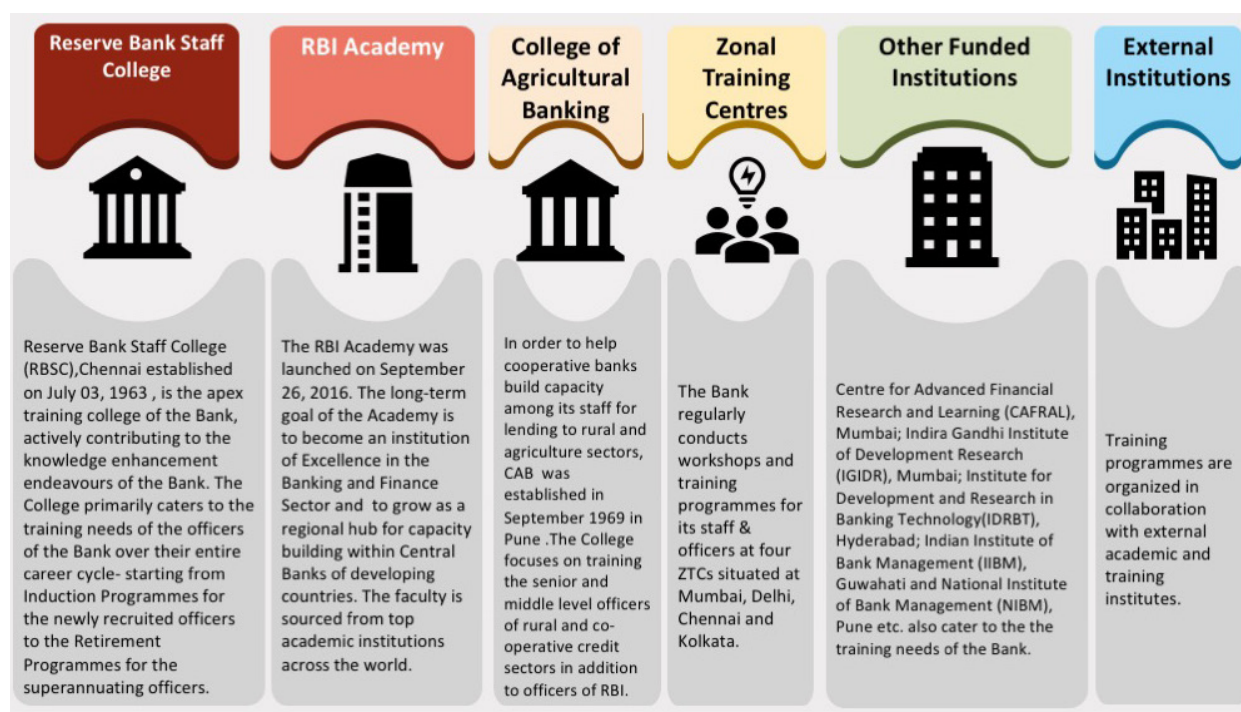 Reserve Bank Staff
College
RBI Academy
College of
Agricultural
Banking
Zonal
Training
Centres
Other Funded
Institutions
External
Institutions
Reserve Bank Staff College
(RBSC),Chennai established
on July 03, 1963 , is the apex
training college of the Bank,
actively contributing to the
knowledge enhancement
endeavours of the Bank. The
College primarily caters to the
training needs of the officers
of the Bank over their entire
career cycle- starting from
Induction Programmes for
the newly recruited officers
to the Retirement
Programmes for the
superannuating officers.
The RBI Academy was
launched on September
26, 2016. The long-term
goal of the Academy is
to become an institution
of Excellence in the
Banking and Finance
Sector and to grow as a
regional hub for capacity
building within Central
Banks of developing
countries. The faculty is
sourced from top
academic institutions
across the world.
In order to help
cooperative banks
build capacity
among its staff for
lending to rural and
agriculture sectors,
CAB was
established in
September 1969 in
Pune .The College
focuses on training
the senior and
middle level officers
of rural and co-
operative credit
sectors in addition
to officers of RBI.
The Bank
regularly
conducts
workshops and
training
programmes for
its staff &
officers at four
ZTCs situated at
Mumbai, Delhi,
Chennai and
Kolkata.
Centre for Advanced Financial
Research and Learning (CAFRAL),
Mumbai; Indira Gandhi Institute
of Development Research
(IGIDR), Mumbai; Institute for
Development and Research in
Banking Technology(IDRBT),
Hyderabad; Indian Institute of
Bank Management (IIBM),
Guwahati and National Institute
of Bank Management (NIBM),
Pune etc. also cater to the the
training needs of the Bank.
Training
programmes are
organized in
collaboration
with external
academic and
training
institutes.